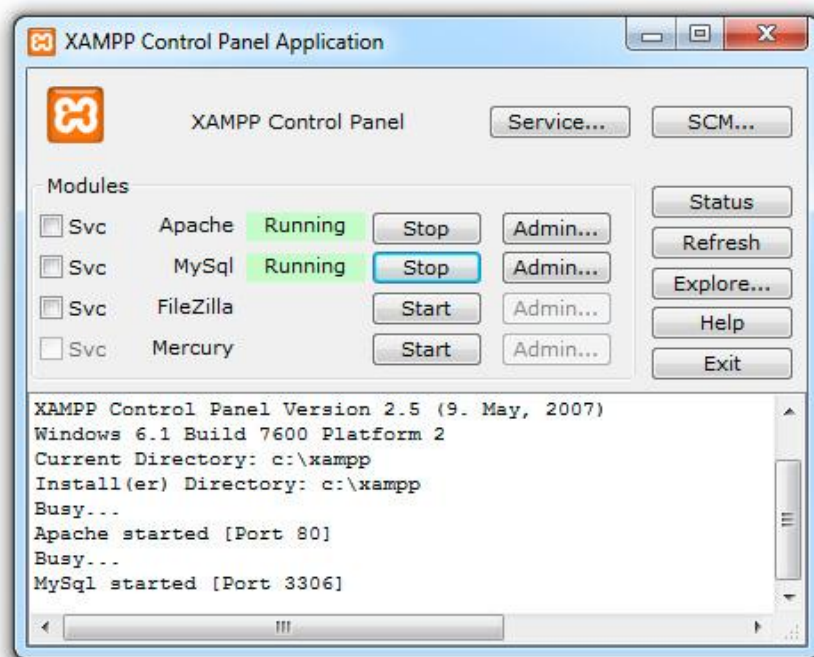 XAMPP Control Panel Application
XAMPP Control Panel Service... SCM...
Modules
Svc Apache Running Stop Admin...
Svc MySql Running Stop Admin...
Svc FileZilla Start Admin...
Svc Mercury Start Admin...
Status
Refresh
Explore...
Help
Exit
XAMPP Control Panel Version 2.5 (9. May, 2007)
Windows 6.1 Build 7600 Platform 2
Current Directory: c:\xampp
Install(er) Directory: c:\xampp
Busy...
Apache started [Port 80]
Busy...
MySql started [Port 3306]